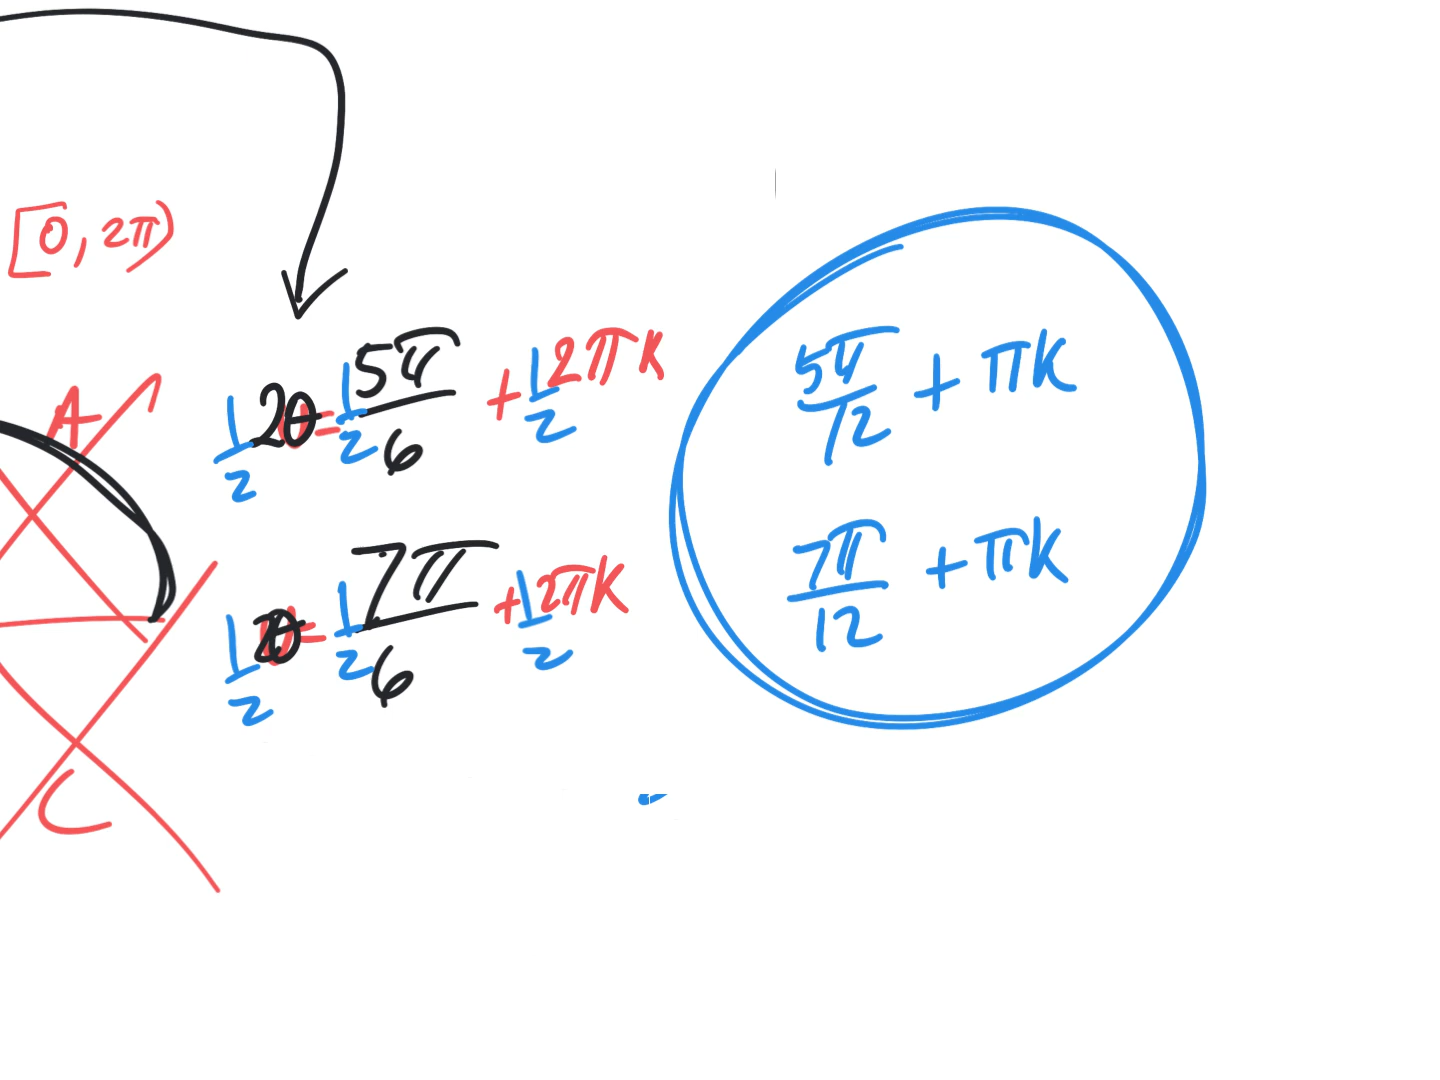 [0, 2π)
A
1/2 2θ = 1/2 5π/6 + 1/2 2πk
5π/12 + πk
1/2 2θ = 1/2 7π/6 + 1/2 2πk
7π/12 + πk
C